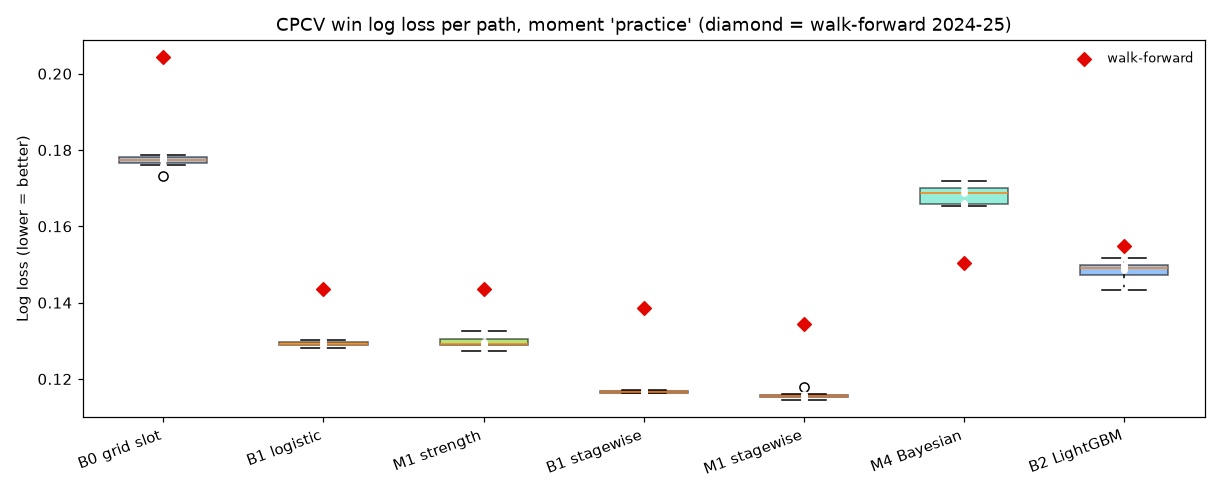 CPCV win log loss per path, moment 'practice' (diamond = walk-forward 2024-25)
walk-forward
Log loss (lower = better)
0.20
0.18
0.16
0.14
0.12
B0 grid slot
B1 logistic
M1 strength
B1 stagewise
M1 stagewise
M4 Bayesian
B2 LightGBM